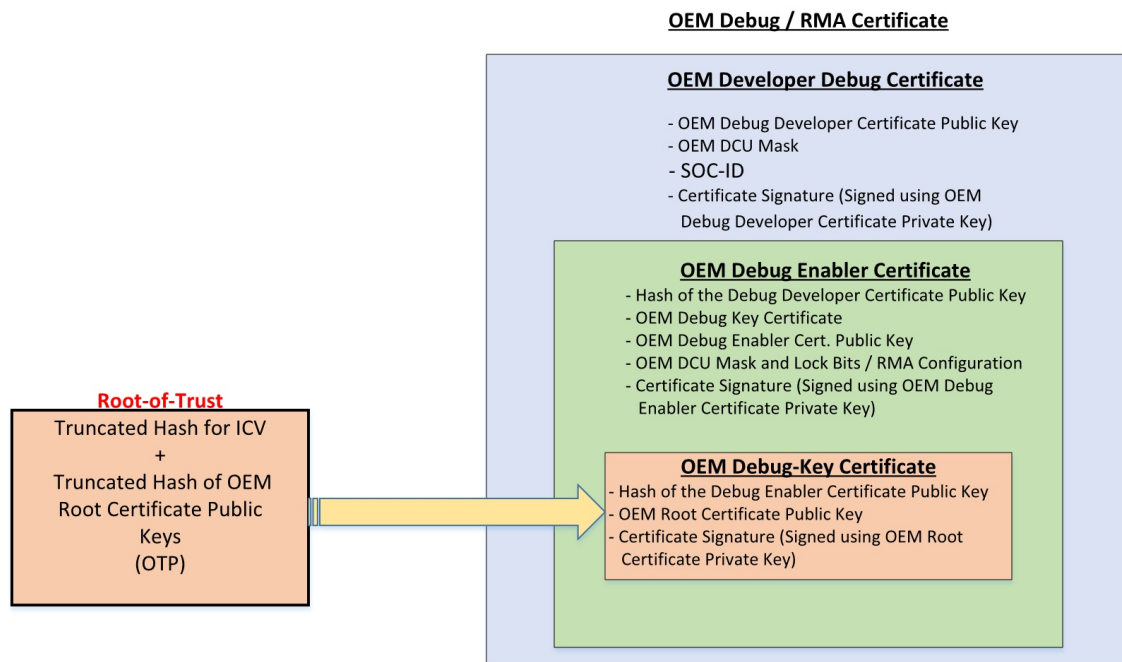 OEM Debug / RMA Certificate
OEM Developer Debug Certificate
- OEM Debug Developer Certificate Public Key
- OEM DCU Mask
- SOC-ID
- Certificate Signature (Signed using OEM
Debug Developer Certificate Private Key)
OEM Debug Enabler Certificate
- Hash of the Debug Developer Certificate Public Key
- OEM Debug Key Certificate
- OEM Debug Enabler Cert. Public Key
- OEM DCU Mask and Lock Bits / RMA Configuration
- Certificate Signature (Signed using OEM Debug
Enabler Certificate Private Key)
Root-of-Trust
Truncated Hash for ICV
+
Truncated Hash of OEM
Root Certificate Public
Keys
(OTP)
OEM Debug-Key Certificate
- Hash of the Debug Enabler Certificate Public Key
- OEM Root Certificate Public Key
- Certificate Signature (Signed using OEM Root
Certificate Private Key)